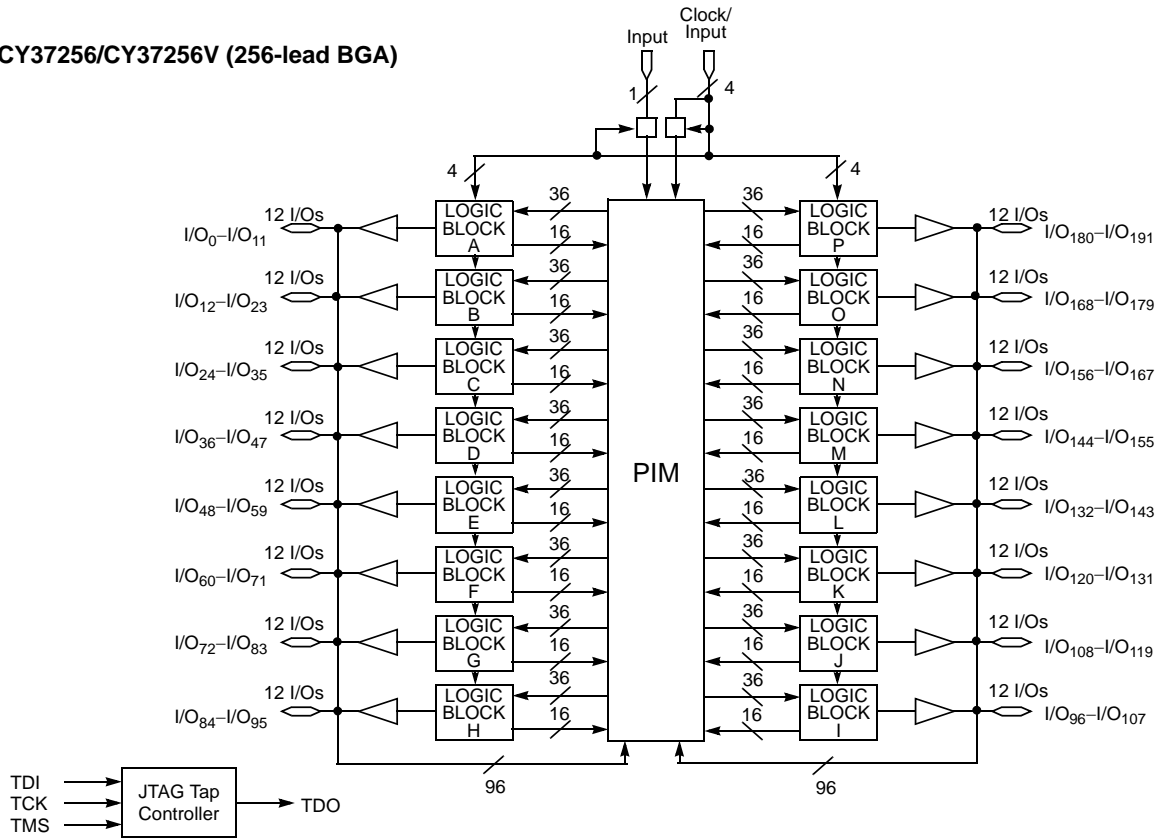 CY37256/CY37256V (256-lead BGA)
Input
Clock/
Input
1
4
4
4
12 I/Os
I/O0–I/O11
LOGIC
BLOCK
A
36
16
36
16
LOGIC
BLOCK
P
12 I/Os
I/O180–I/O191
12 I/Os
I/O12–I/O23
LOGIC
BLOCK
B
36
16
36
16
LOGIC
BLOCK
O
12 I/Os
I/O168–I/O179
12 I/Os
I/O24–I/O35
LOGIC
BLOCK
C
36
16
36
16
LOGIC
BLOCK
N
12 I/Os
I/O156–I/O167
12 I/Os
I/O36–I/O47
LOGIC
BLOCK
D
36
16
PIM
36
16
LOGIC
BLOCK
M
12 I/Os
I/O144–I/O155
12 I/Os
I/O48–I/O59
LOGIC
BLOCK
E
36
16
36
16
LOGIC
BLOCK
L
12 I/Os
I/O132–I/O143
12 I/Os
I/O60–I/O71
LOGIC
BLOCK
F
36
16
36
16
LOGIC
BLOCK
K
12 I/Os
I/O120–I/O131
12 I/Os
I/O72–I/O83
LOGIC
BLOCK
G
36
16
36
16
LOGIC
BLOCK
J
12 I/Os
I/O108–I/O119
12 I/Os
I/O84–I/O95
LOGIC
BLOCK
H
36
16
36
16
LOGIC
BLOCK
I
12 I/Os
I/O96–I/O107
96
96
TDI
TCK
TMS
JTAG Tap
Controller
TDO